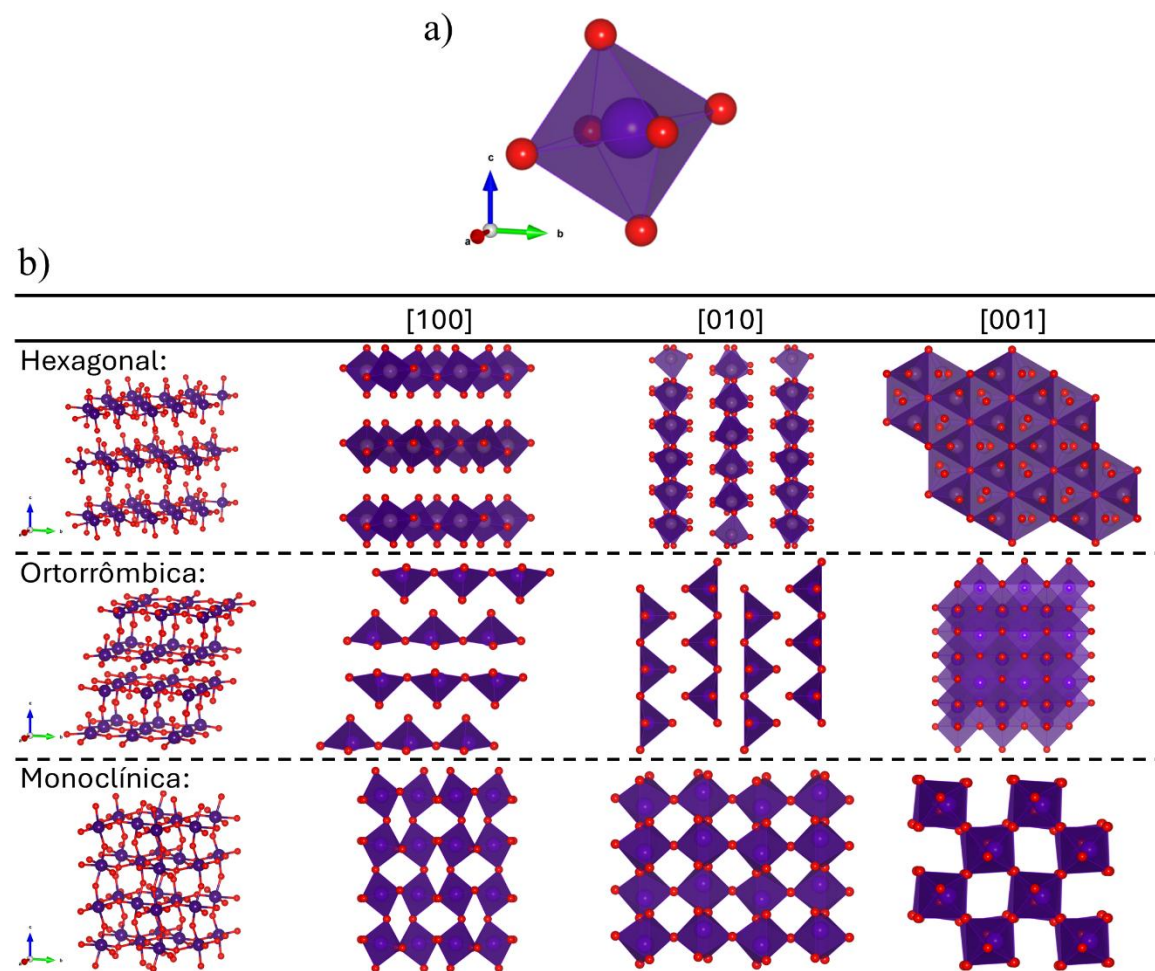 a)
c
a
b
b)
[100] [010] [001]
Hexagonal:
c
b
Ortorrômbica:
c
b
Monoclínica:
c
b